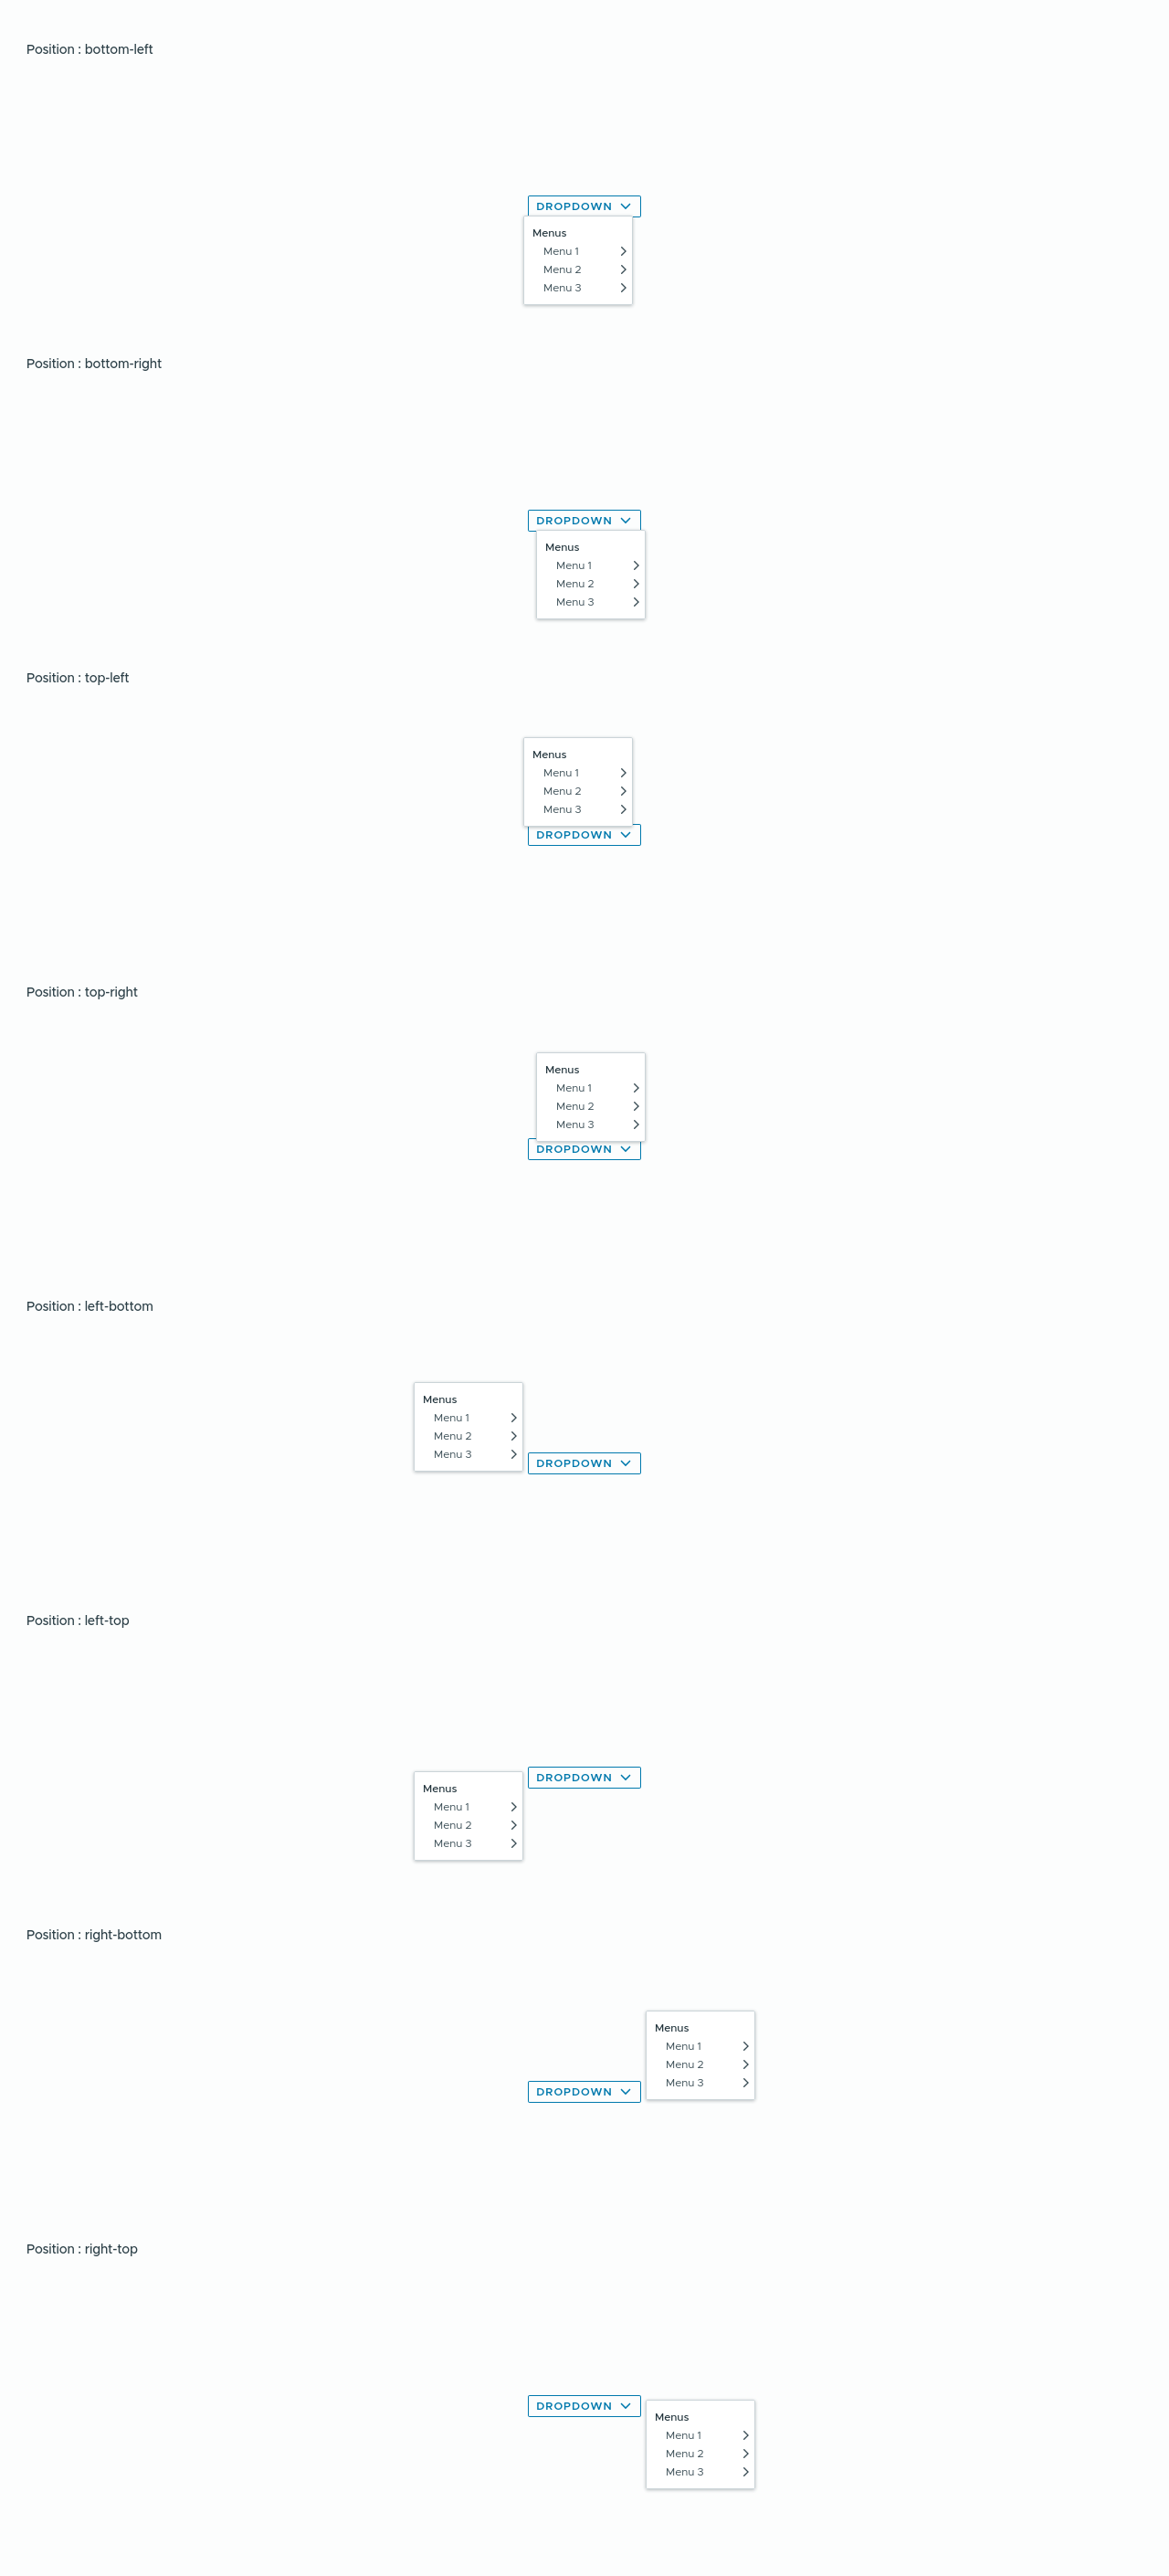 Position : bottom-left
DROPDOWN
Menus
Menu 1
Menu 2
Menu 3
Position : bottom-right
DROPDOWN
Menus
Menu 1
Menu 2
Menu 3
Position : top-left
Menus
Menu 1
Menu 2
Menu 3
DROPDOWN
Position : top-right
Menus
Menu 1
Menu 2
Menu 3
DROPDOWN
Position : left-bottom
Menus
Menu 1
Menu 2
Menu 3
DROPDOWN
Position : left-top
DROPDOWN
Menus
Menu 1
Menu 2
Menu 3
Position : right-bottom
Menus
Menu 1
Menu 2
Menu 3
DROPDOWN
Position : right-top
DROPDOWN
Menus
Menu 1
Menu 2
Menu 3